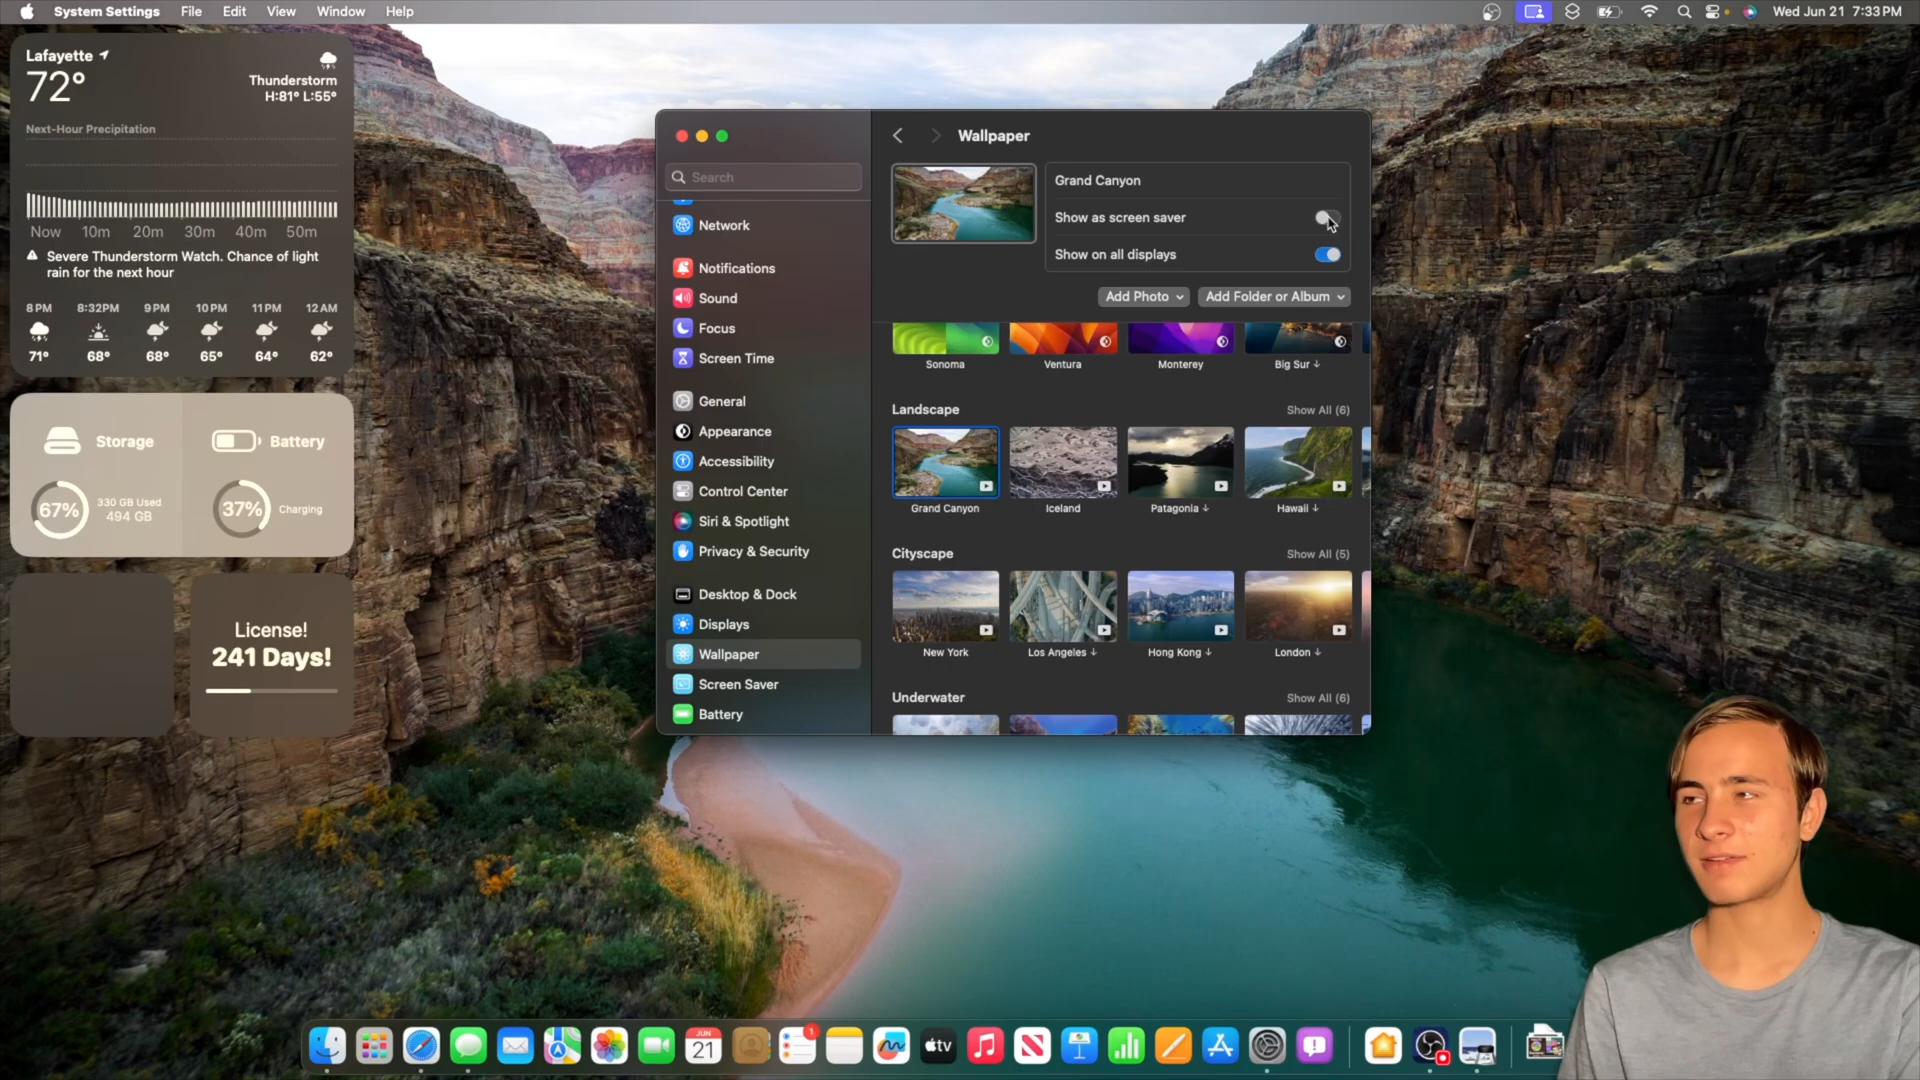 System Settings File Edit View Window Help
Wed Jun 21 7:33 PM
Lafayette
72°
Thunderstorm
H:81° L:55°
Next-Hour Precipitation
Now 10m 20m 30m 40m 50m
Severe Thunderstorm Watch. Chance of light
rain for the next hour
8 PM 8:32PM 9 PM 10 PM 11 PM 12 AM
71° 68° 68° 65° 64° 62°
Storage
67%
330 GB Used
494 GB
Battery
37%
Charging
License!
241 Days!
Search
Network
Notifications
Sound
Focus
Screen Time
General
Appearance
Accessibility
Control Center
Siri & Spotlight
Privacy & Security
Desktop & Dock
Displays
Wallpaper
Screen Saver
Battery
Wallpaper
Grand Canyon
Show as screen saver
Show on all displays
Add Photo
Add Folder or Album
Sonoma Ventura Monterey Big Sur
Landscape Show All (6)
Grand Canyon Iceland Patagonia Hawaii
Cityscape Show All (5)
New York Los Angeles Hong Kong London
Underwater Show All (6)
JUN
21
1
tv